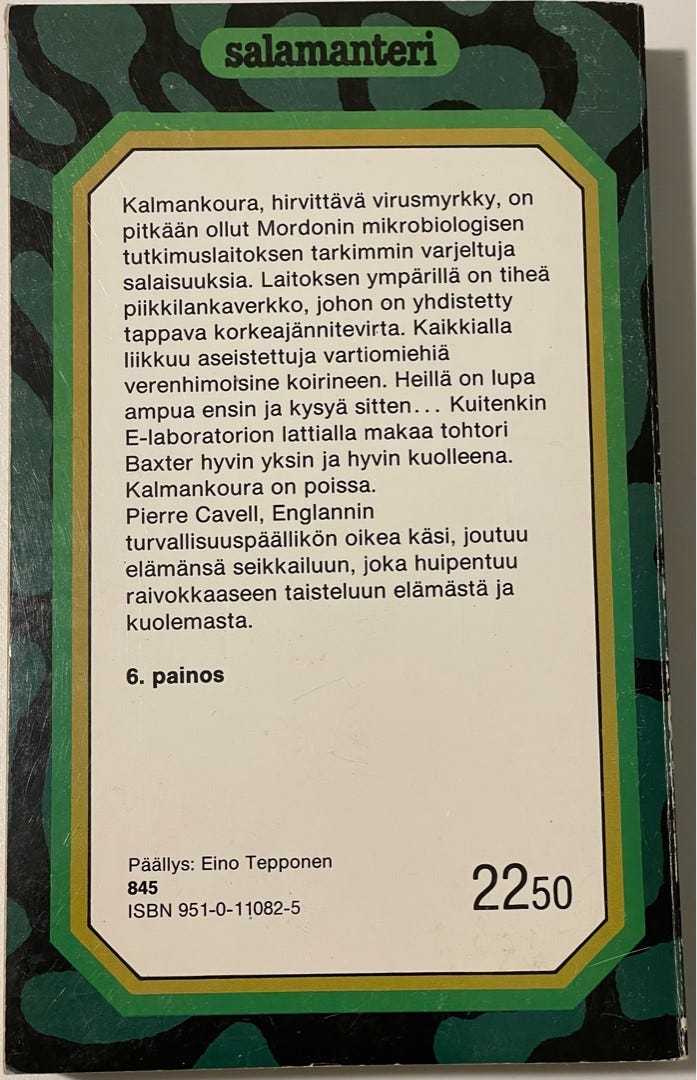 salamanteri
Kalmankoura, hirvittävä virusmyrkky, on
pitkään ollut Mordonin mikrobiologisen
tutkimuslaitoksen tarkimmin varjeltuja
salaisuuksia. Laitoksen ympärillä on tiheä
piikkilankaverkko, johon on yhdistetty
tappava korkeajännitevirta. Kaikkialla
liikkuu aseistettuja vartiomiehiä
verenhimoisine koirineen. Heillä on lupa
ampua ensin ja kysyä sitten... Kuitenkin
E-laboratorion lattialla makaa tohtori
Baxter hyvin yksin ja hyvin kuolleena.
Kalmankoura on poissa.
Pierre Cavell, Englannin
turvallisuuspäällikön oikea käsi, joutuu
elämänsä seikkailuun, joka huipentuu
raivokkaaseen taisteluun elämästä ja
kuolemasta.
6. painos
Päällys: Eino Tepponen
845
ISBN 951-0-11082-5
2250